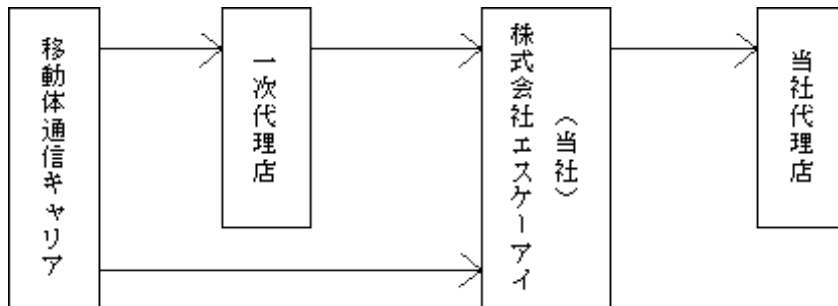 移動体通信キャリア
一次代理店
株式会社エスケーアイ
（当社）
当社代理店